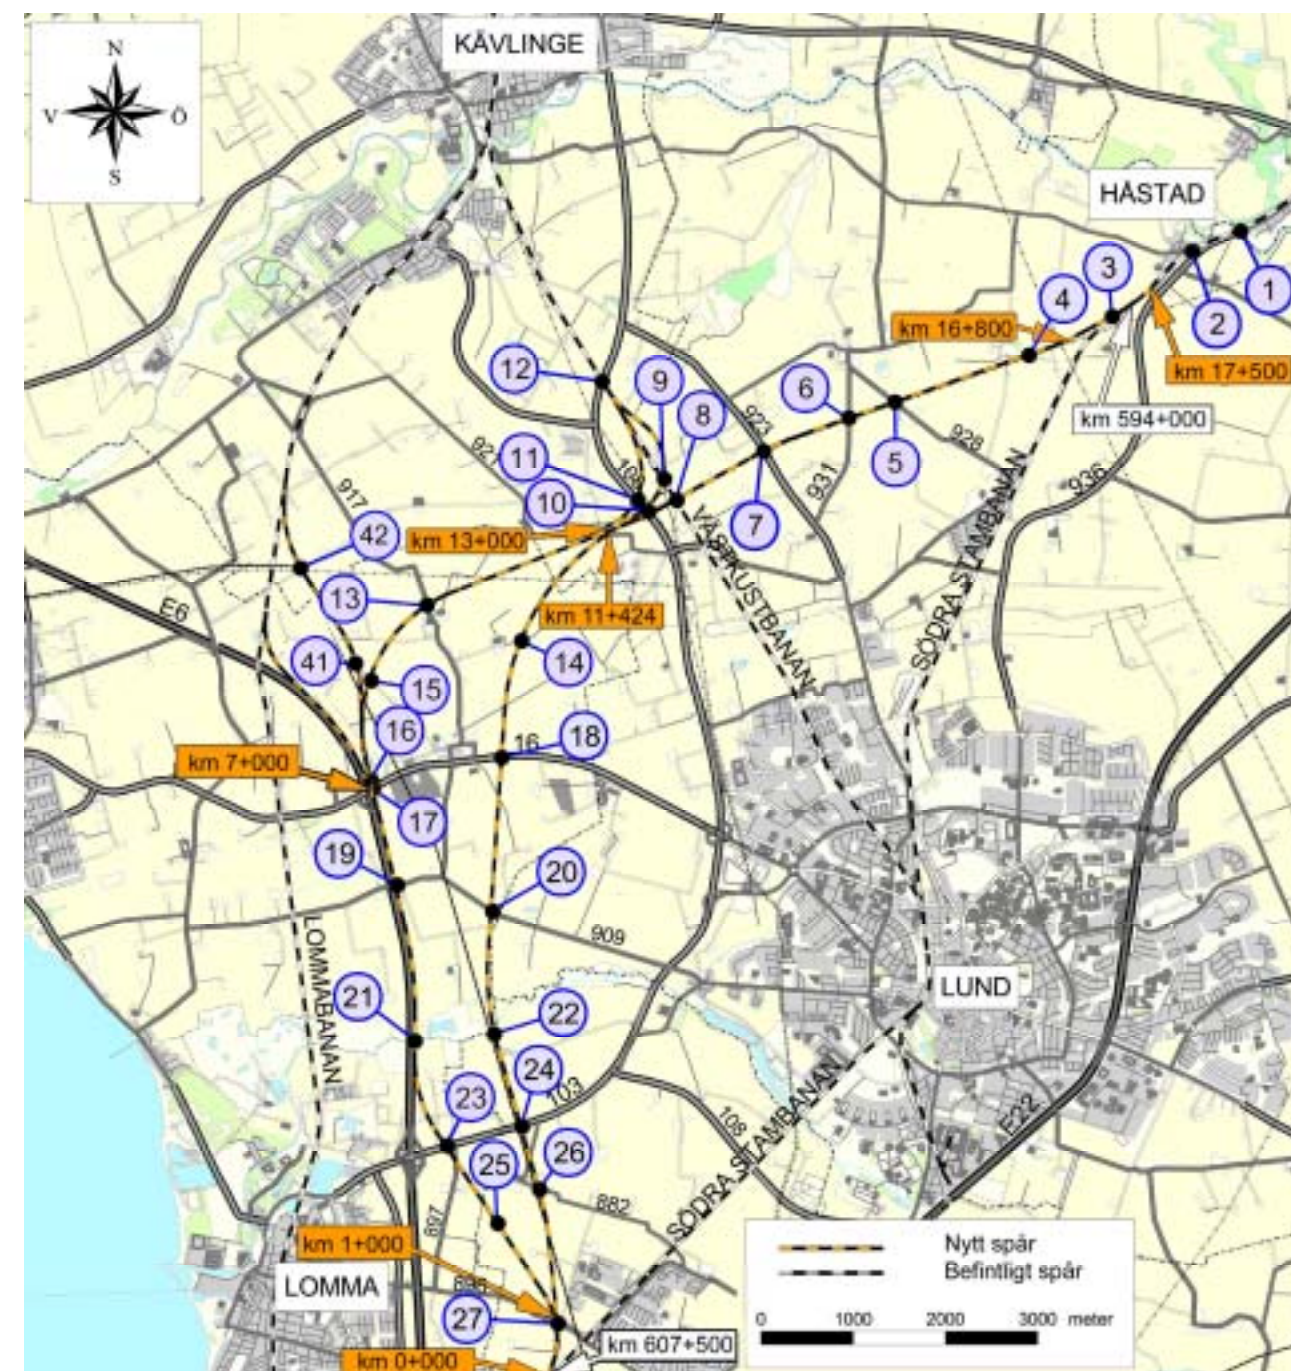 KÄVLINGE
N
V Ö
S
HÅSTAD
1
2
3
4
km 16+800
km 17+500
km 594+000
12
9
8
6
5
7
923
931
928
936
SÖDRA STAMBANAN
11
10
108
927
917
42
13
km 13+000
km 11+424
VÄSTKUSTBANAN
E6
14
41
15
16
16
18
km 7+000
17
19
20
909
LOMMABANAN
21
22
LUND
24
103
23
108
SÖDRA STAMBANAN
E22
25
26
882
897
km 1+000
896
LOMMA
27
km 607+500
km 0+000
Nytt spår
Befintligt spår
0 1000 2000 3000 meter